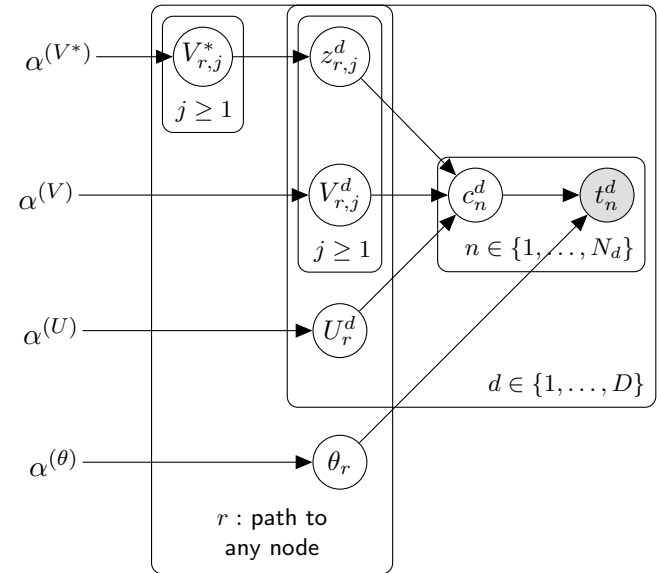 α^(V*) V*_{r,j} z^d_{r,j}
j ≥ 1
α^(V) V^d_{r,j} c^d_n t^d_n
j ≥ 1 n ∈ {1, . . . , N_d}
α^(U) U^d_r
d ∈ {1, . . . , D}
α^(θ) θ_r
r : path to
any node